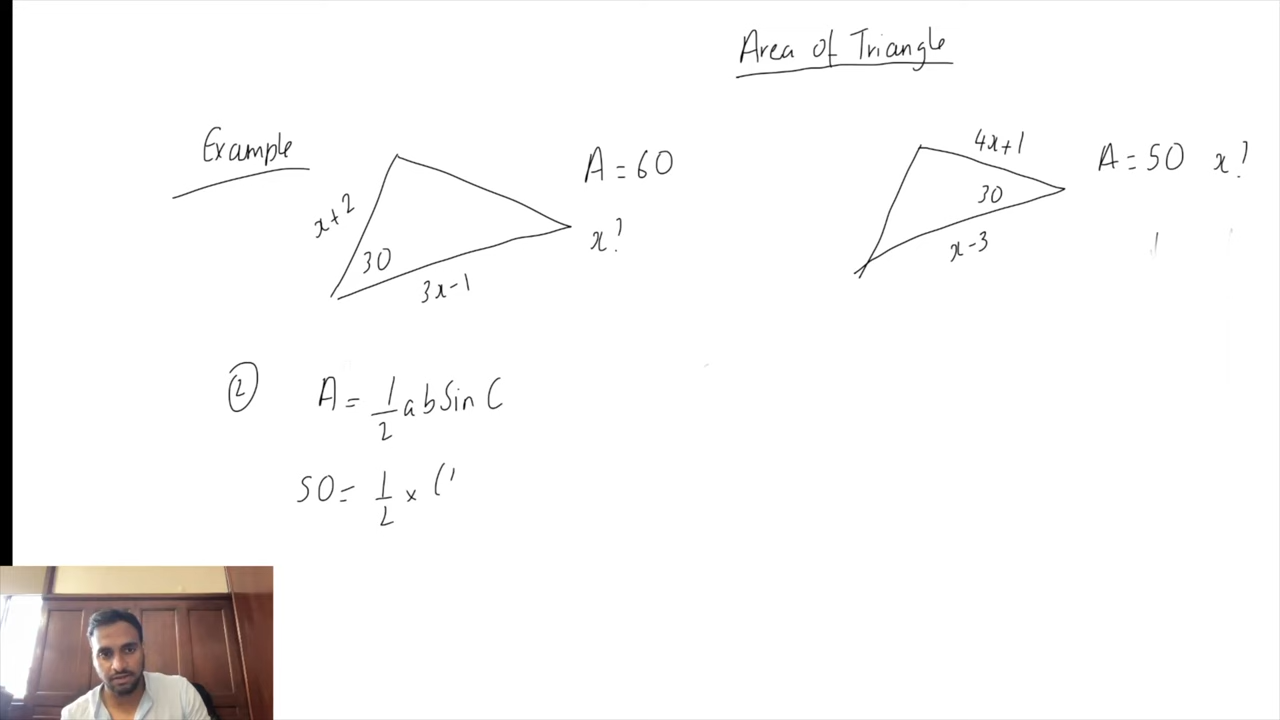 Area of Triangle
Example
x+2
30
3x-1
A = 60
x?
4x+1
30
x-3
A = 50 x?
2 A = 1/2 ab Sin C
50 = 1/2 × (